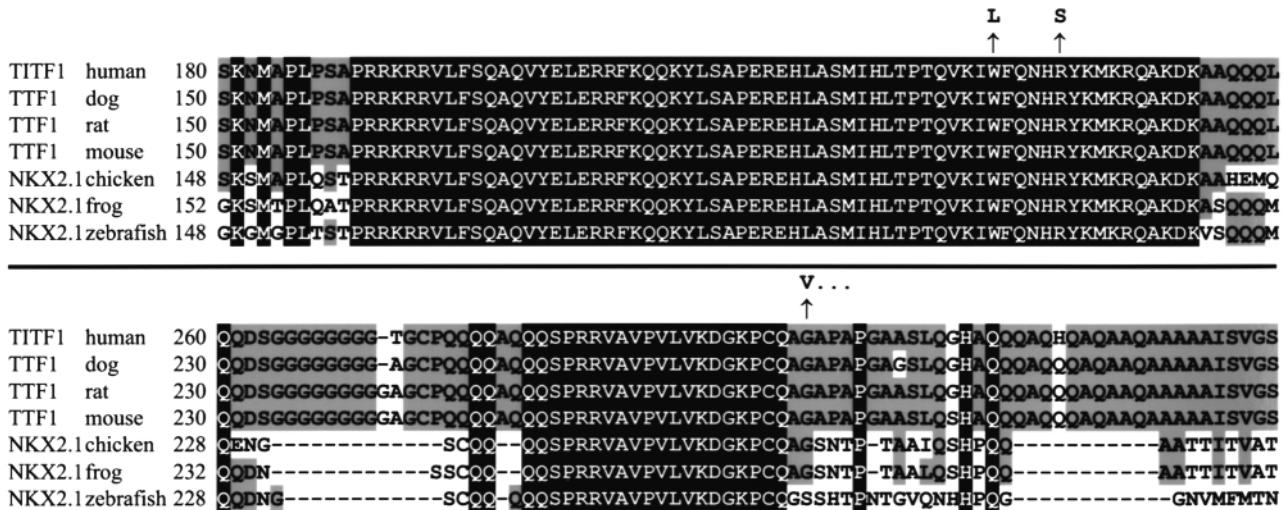 L S
TITF1 human 180 SKNMAPLPSAPRRKRRVLFSQAQVYELERRFKQQKYLSAPEREHLASMIHLTPTQVKIWFQNHRYKMKRQAKDKAAQQQL
TTF1 dog 150 SKNMAPLPSAPRRKRRVLFSQAQVYELERRFKQQKYLSAPEREHLASMIHLTPTQVKIWFQNHRYKMKRQAKDKAAQQQL
TTF1 rat 150 SKNMAPLPSAPRRKRRVLFSQAQVYELERRFKQQKYLSAPEREHLASMIHLTPTQVKIWFQNHRYKMKRQAKDKAAQQQL
TTF1 mouse 150 SKNMAPLPSAPRRKRRVLFSQAQVYELERRFKQQKYLSAPEREHLASMIHLTPTQVKIWFQNHRYKMKRQAKDKAAQQQL
NKX2.1 chicken 148 SKSMAPLQSTPRRKRRVLFSQAQVYELERRFKQQKYLSAPEREHLASMIHLTPTQVKIWFQNHRYKMKRQAKDKAAHEMQ
NKX2.1 frog 152 GKSMTPLQATPRRKRRVLFSQAQVYELERRFKQQKYLSAPEREHLASMIHLTPTQVKIWFQNHRYKMKRQAKDKASQQQM
NKX2.1 zebrafish 148 GKGMGPLTSTPRRKRRVLFSQAQVYELERRFKQQKYLSAPEREHLASMIHLTPTQVKIWFQNHRYKMKRQAKDKVSQQQM
V...
TITF1 human 260 QQDSGGGGGGGG-TGCPQQQQAQQQSPRRVAVPVLVKDGKPCQAGAPAPGAASLQGHAQQQAQHQAQAAQAAAAAISVGS
TTF1 dog 230 QQDSGGGGGGGG-AGCPQQQQAQQQSPRRVAVPVLVKDGKPCQAGAPAPGAGSLQGHAQQQAQQQAQAAQAAAAAISVGS
TTF1 rat 230 QQDSGGGGGGGGGAGCPQQQQAQQQSPRRVAVPVLVKDGKPCQAGAPAPGAASLQGHAQQQAQQQAQAAQAAAAAISVGS
TTF1 mouse 230 QQDSGGGGGGGGGAGCPQQQQAQQQSPRRVAVPVLVKDGKPCQAGAPAPGAASLQSHAQQQAQQQAQAAQAAAAAISVGS
NKX2.1 chicken 228 QENG-------------SCQQ--QQSPRRVAVPVLVKDGKPCQAGSNTP-TAAIQSHPQQ-----------AATTITVAT
NKX2.1 frog 232 QQDN------------SSCQQ--QQSPRRVAVPVLVKDGKPCQAGSNTP-TAALQSHPQQ-----------AATTITVAT
NKX2.1 zebrafish 228 QQDNG------------SCQQ-QQQSPRRVAVPVLVKDGKPCQGSSHTPNTGVQNHHPQG------------GNVMFMTN